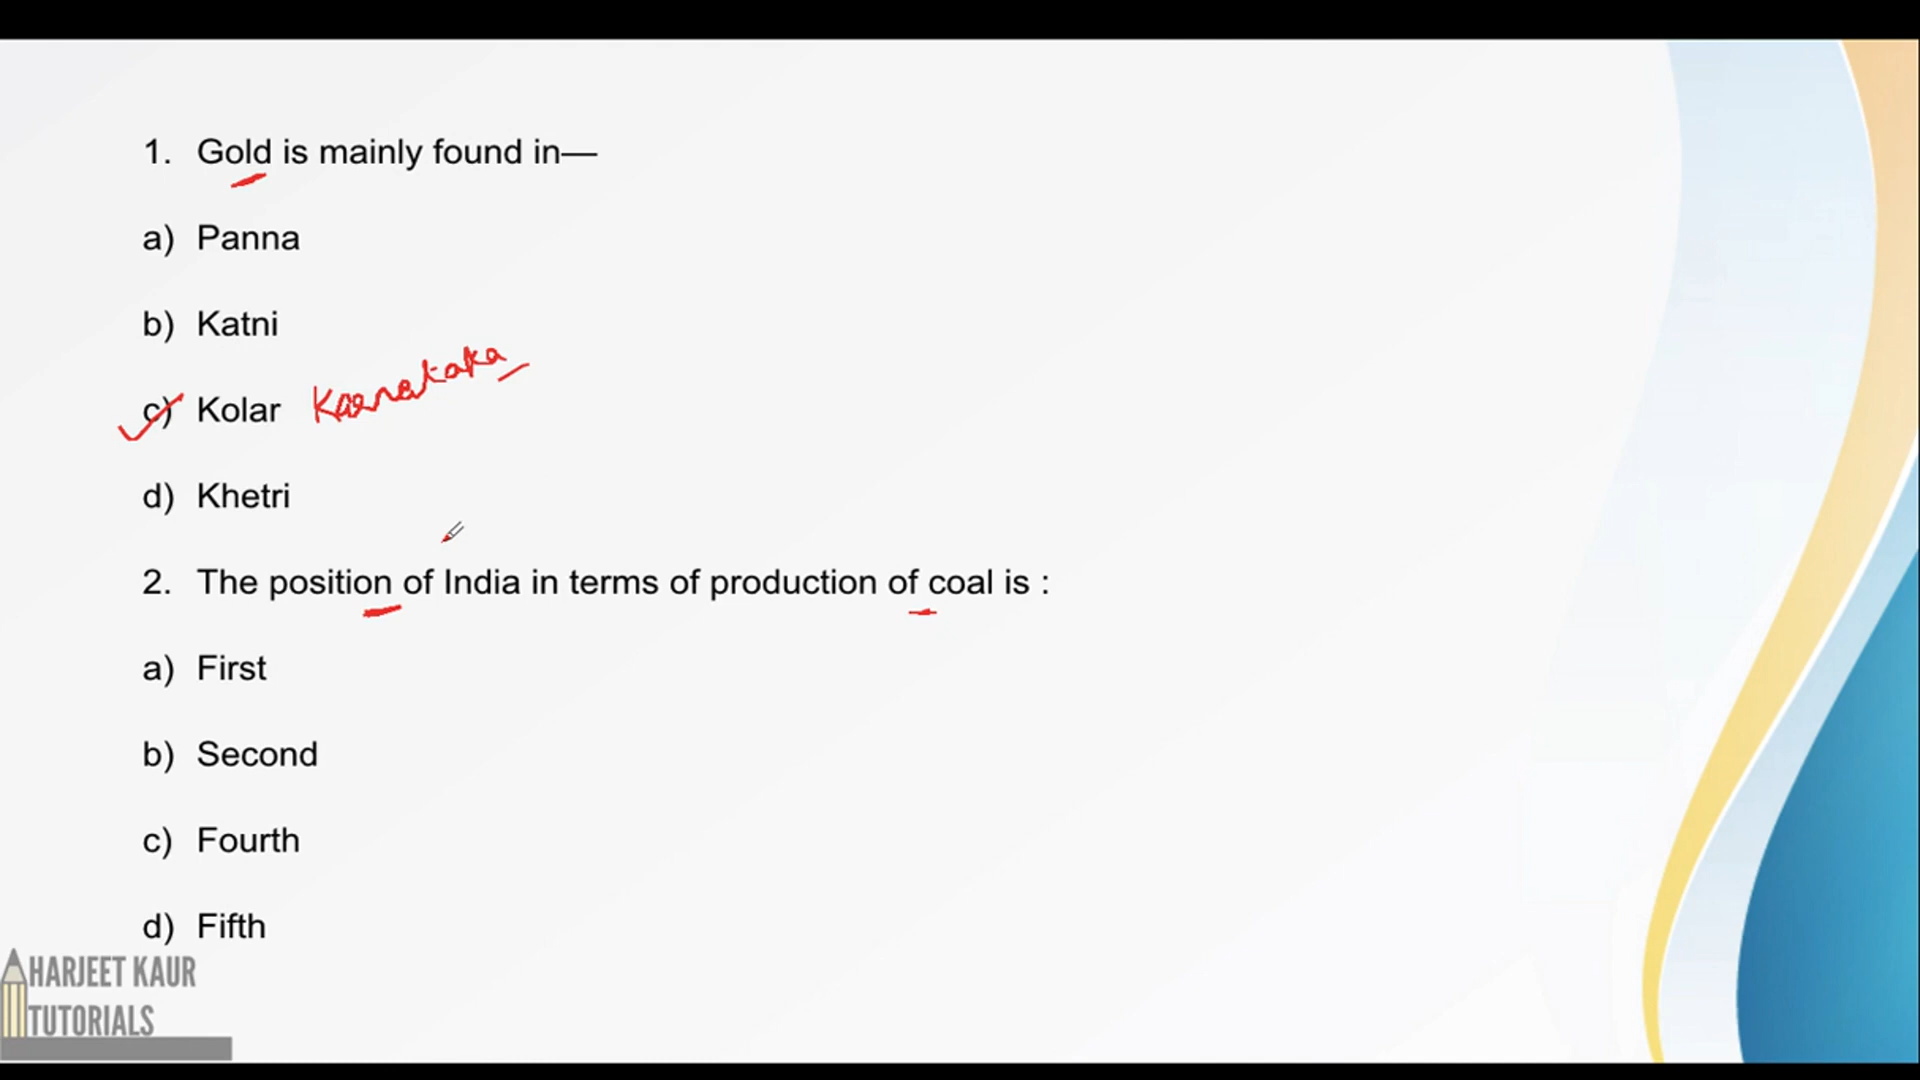 1. Gold is mainly found in—
a) Panna
b) Katni
c) Kolar Karnataka
d) Khetri
2. The position of India in terms of production of coal is :
a) First
b) Second
c) Fourth
d) Fifth
HARJEET KAUR
TUTORIALS